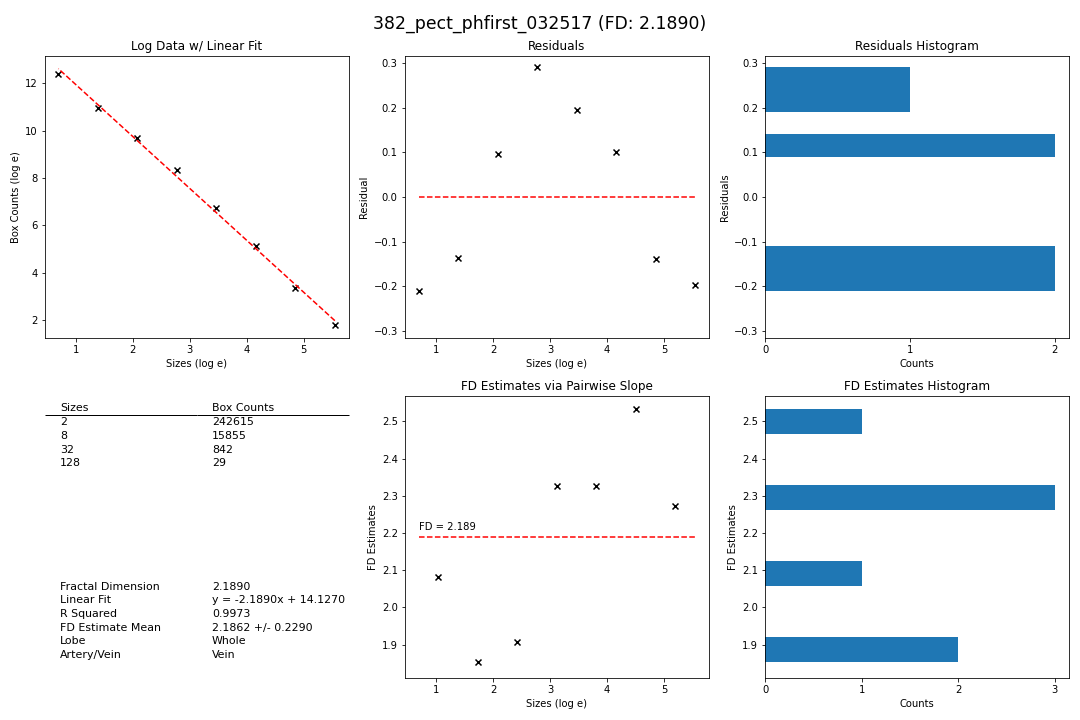 382_pect_phfirst_032517 (FD: 2.1890)
Log Data w/ Linear Fit
12
10
8
6
4
2
Box Counts (log e)
1 2 3 4 5
Sizes (log e)
Residuals
0.3
0.2
0.1
0.0
−0.1
−0.2
−0.3
Residual
1 2 3 4 5
Sizes (log e)
Residuals Histogram
0.3
0.2
0.1
0.0
−0.1
−0.2
−0.3
Residuals
0 1 2
Counts
Sizes Box Counts
2 242615
8 15855
32 842
128 29
Fractal Dimension 2.1890
Linear Fit y = -2.1890x + 14.1270
R Squared 0.9973
FD Estimate Mean 2.1862 +/- 0.2290
Lobe Whole
Artery/Vein Vein
FD Estimates via Pairwise Slope
2.5
2.4
2.3
2.2
2.1
2.0
1.9
FD Estimates
FD = 2.189
1 2 3 4 5
Sizes (log e)
FD Estimates Histogram
2.5
2.4
2.3
2.2
2.1
2.0
1.9
FD Estimates
0 1 2 3
Counts